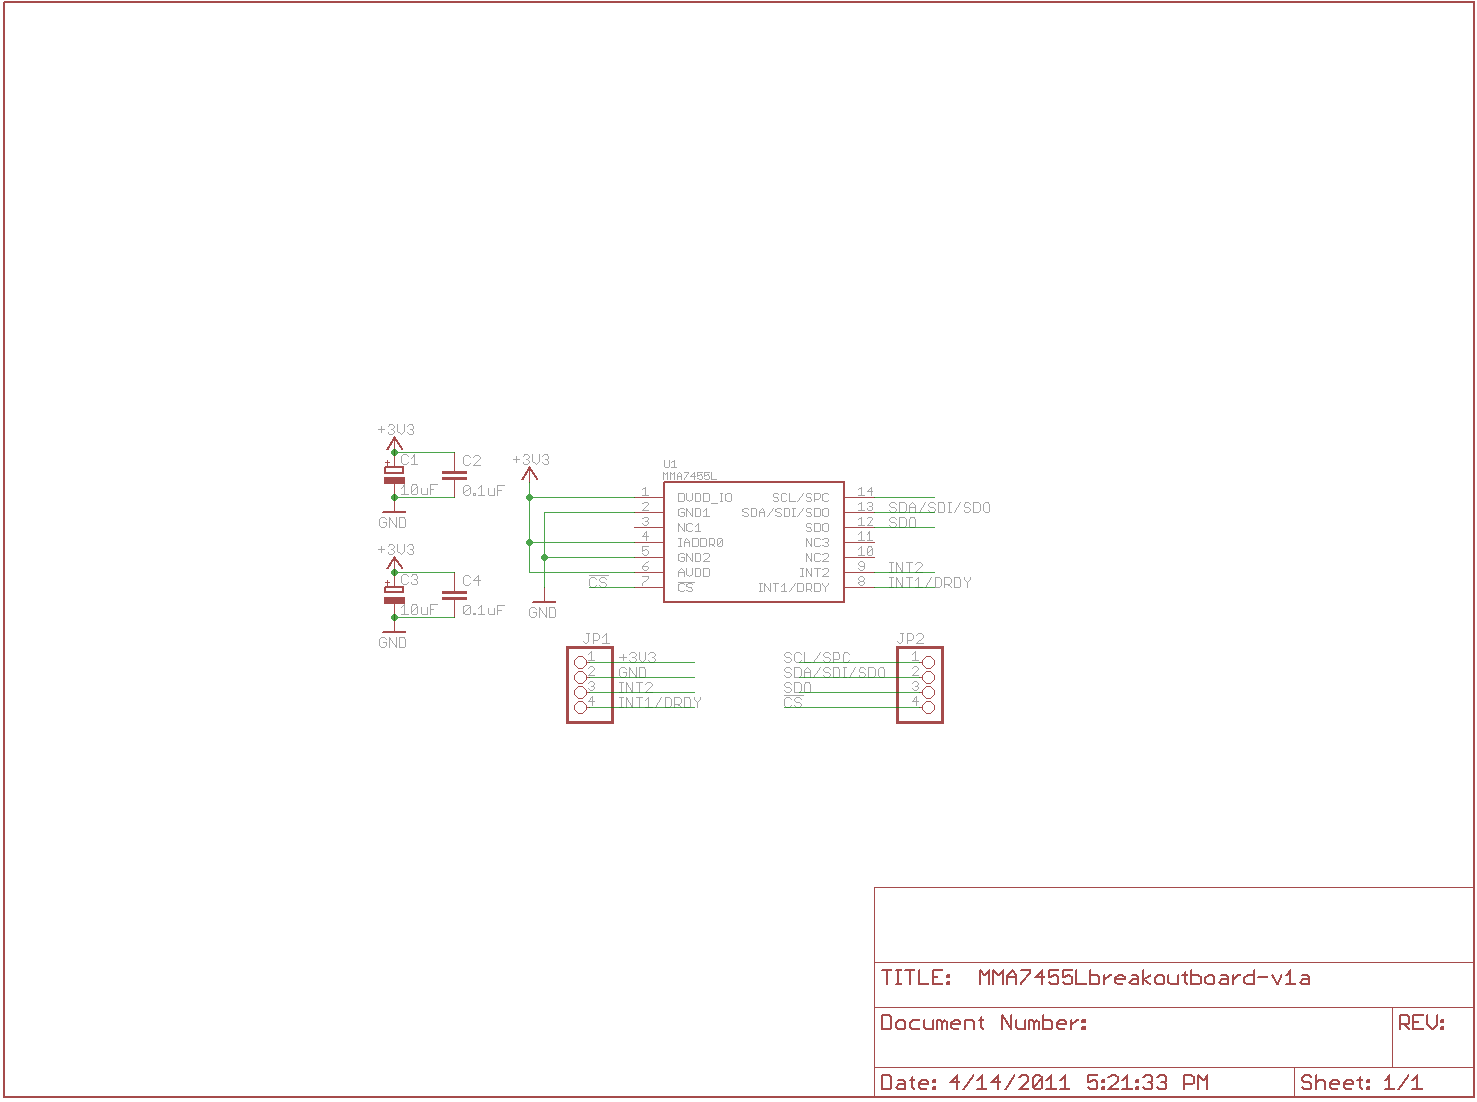 +3V3
C1
C2
10uF
0.1uF
GND
+3V3
C3
C4
10uF
0.1uF
GND
+3V3
GND
CS
U1
MMA7455L
1 DVDD_IO SCL/SPC 14
2 GND1 SDA/SDI/SDO 13 SDA/SDI/SDO
3 NC1 SDO 12 SDO
4 IADDR0 NC3 11
5 GND2 NC2 10
6 AVDD INT2 9 INT2
7 CS INT1/DRDY 8 INT1/DRDY
JP1
1 +3V3
2 GND
3 INT2
4 INT1/DRDY
JP2
SCL/SPC 1
SDA/SDI/SDO 2
SDO 3
CS 4
TITLE: MMA7455Lbreakoutboard-v1a
Document Number:
REV:
Date: 4/14/2011 5:21:33 PM
Sheet: 1/1